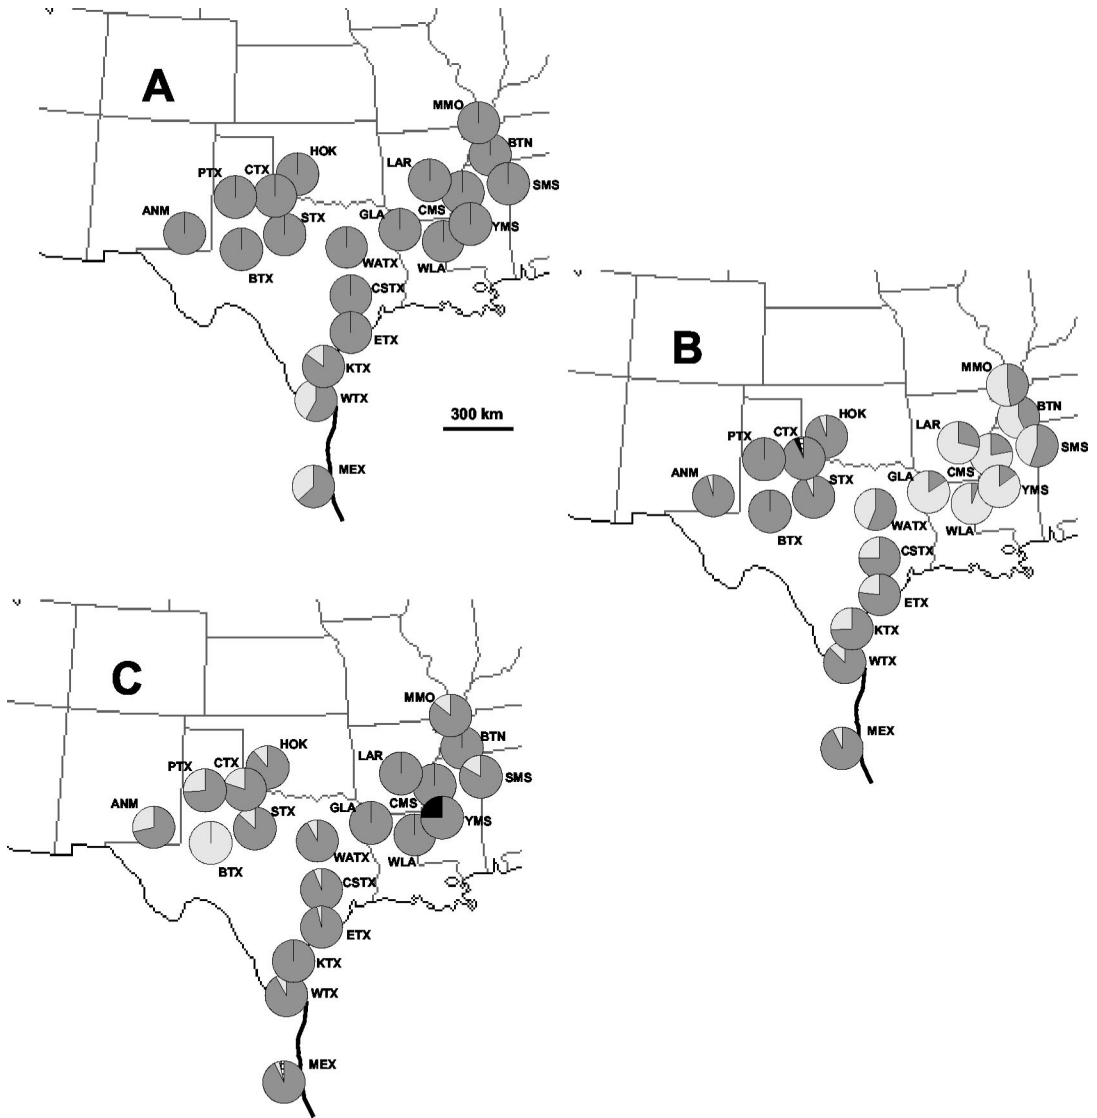 A
MMO
BTN
HOK
LAR
CTX
PTX
SMS
ANM
CMS
GLA
STX
YMS
WATX
WLA
BTX
CSTX
ETX
KTX
WTX
300 km
MEX
B
MMO
BTN
HOK
LAR
CTX
PTX
SMS
ANM
CMS
GLA
STX
YMS
WATX
WLA
BTX
CSTX
ETX
KTX
WTX
MEX
C
MMO
BTN
HOK
LAR
CTX
PTX
SMS
ANM
CMS
GLA
STX
YMS
WATX
WLA
BTX
CSTX
ETX
KTX
WTX
MEX